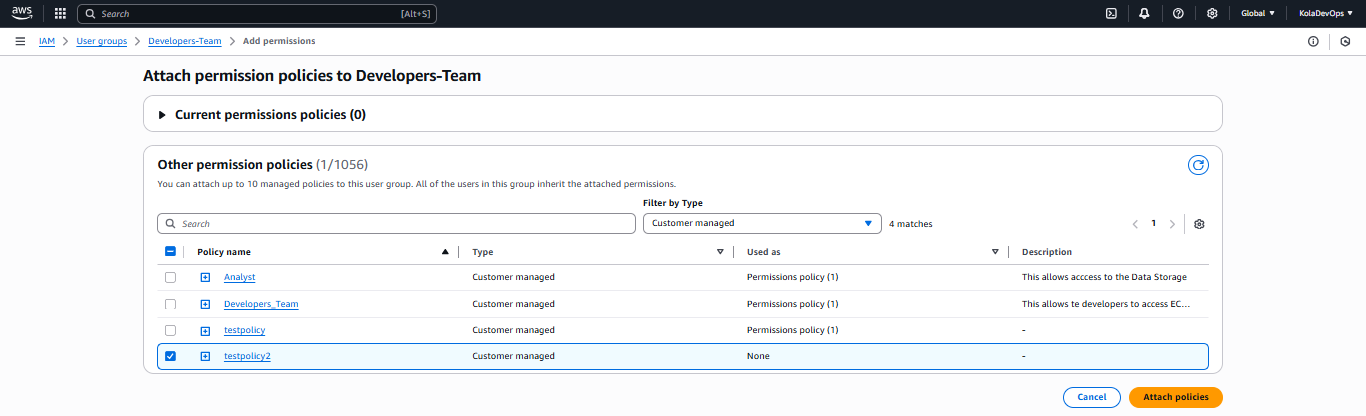 aws Search [Alt+S] Global KolaDevOps
IAM User groups Developers-Team Add permissions
Attach permission policies to Developers-Team
Current permissions policies (0)
Other permission policies (1/1056)
You can attach up to 10 managed policies to this user group. All of the users in this group inherit the attached permissions.
Filter by Type
Search Customer managed 4 matches 1
Policy name Type Used as Description
Analyst Customer managed Permissions policy (1) This allows acccess to the Data Storage
Developers_Team Customer managed Permissions policy (1) This allows te developers to access EC...
testpolicy Customer managed Permissions policy (1) -
testpolicy2 Customer managed None -
Cancel Attach policies